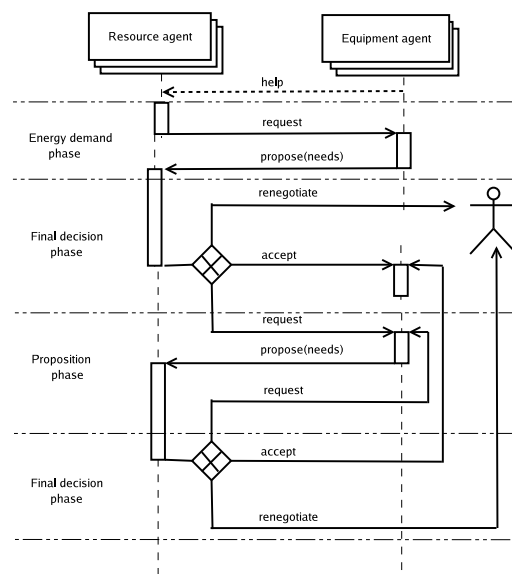 Resource agent
Equipment agent
help
request
Energy demand
phase
propose(needs)
renegotiate
Final decision
phase
accept
request
propose(needs)
Proposition
phase
request
accept
Final decision
phase
renegotiate